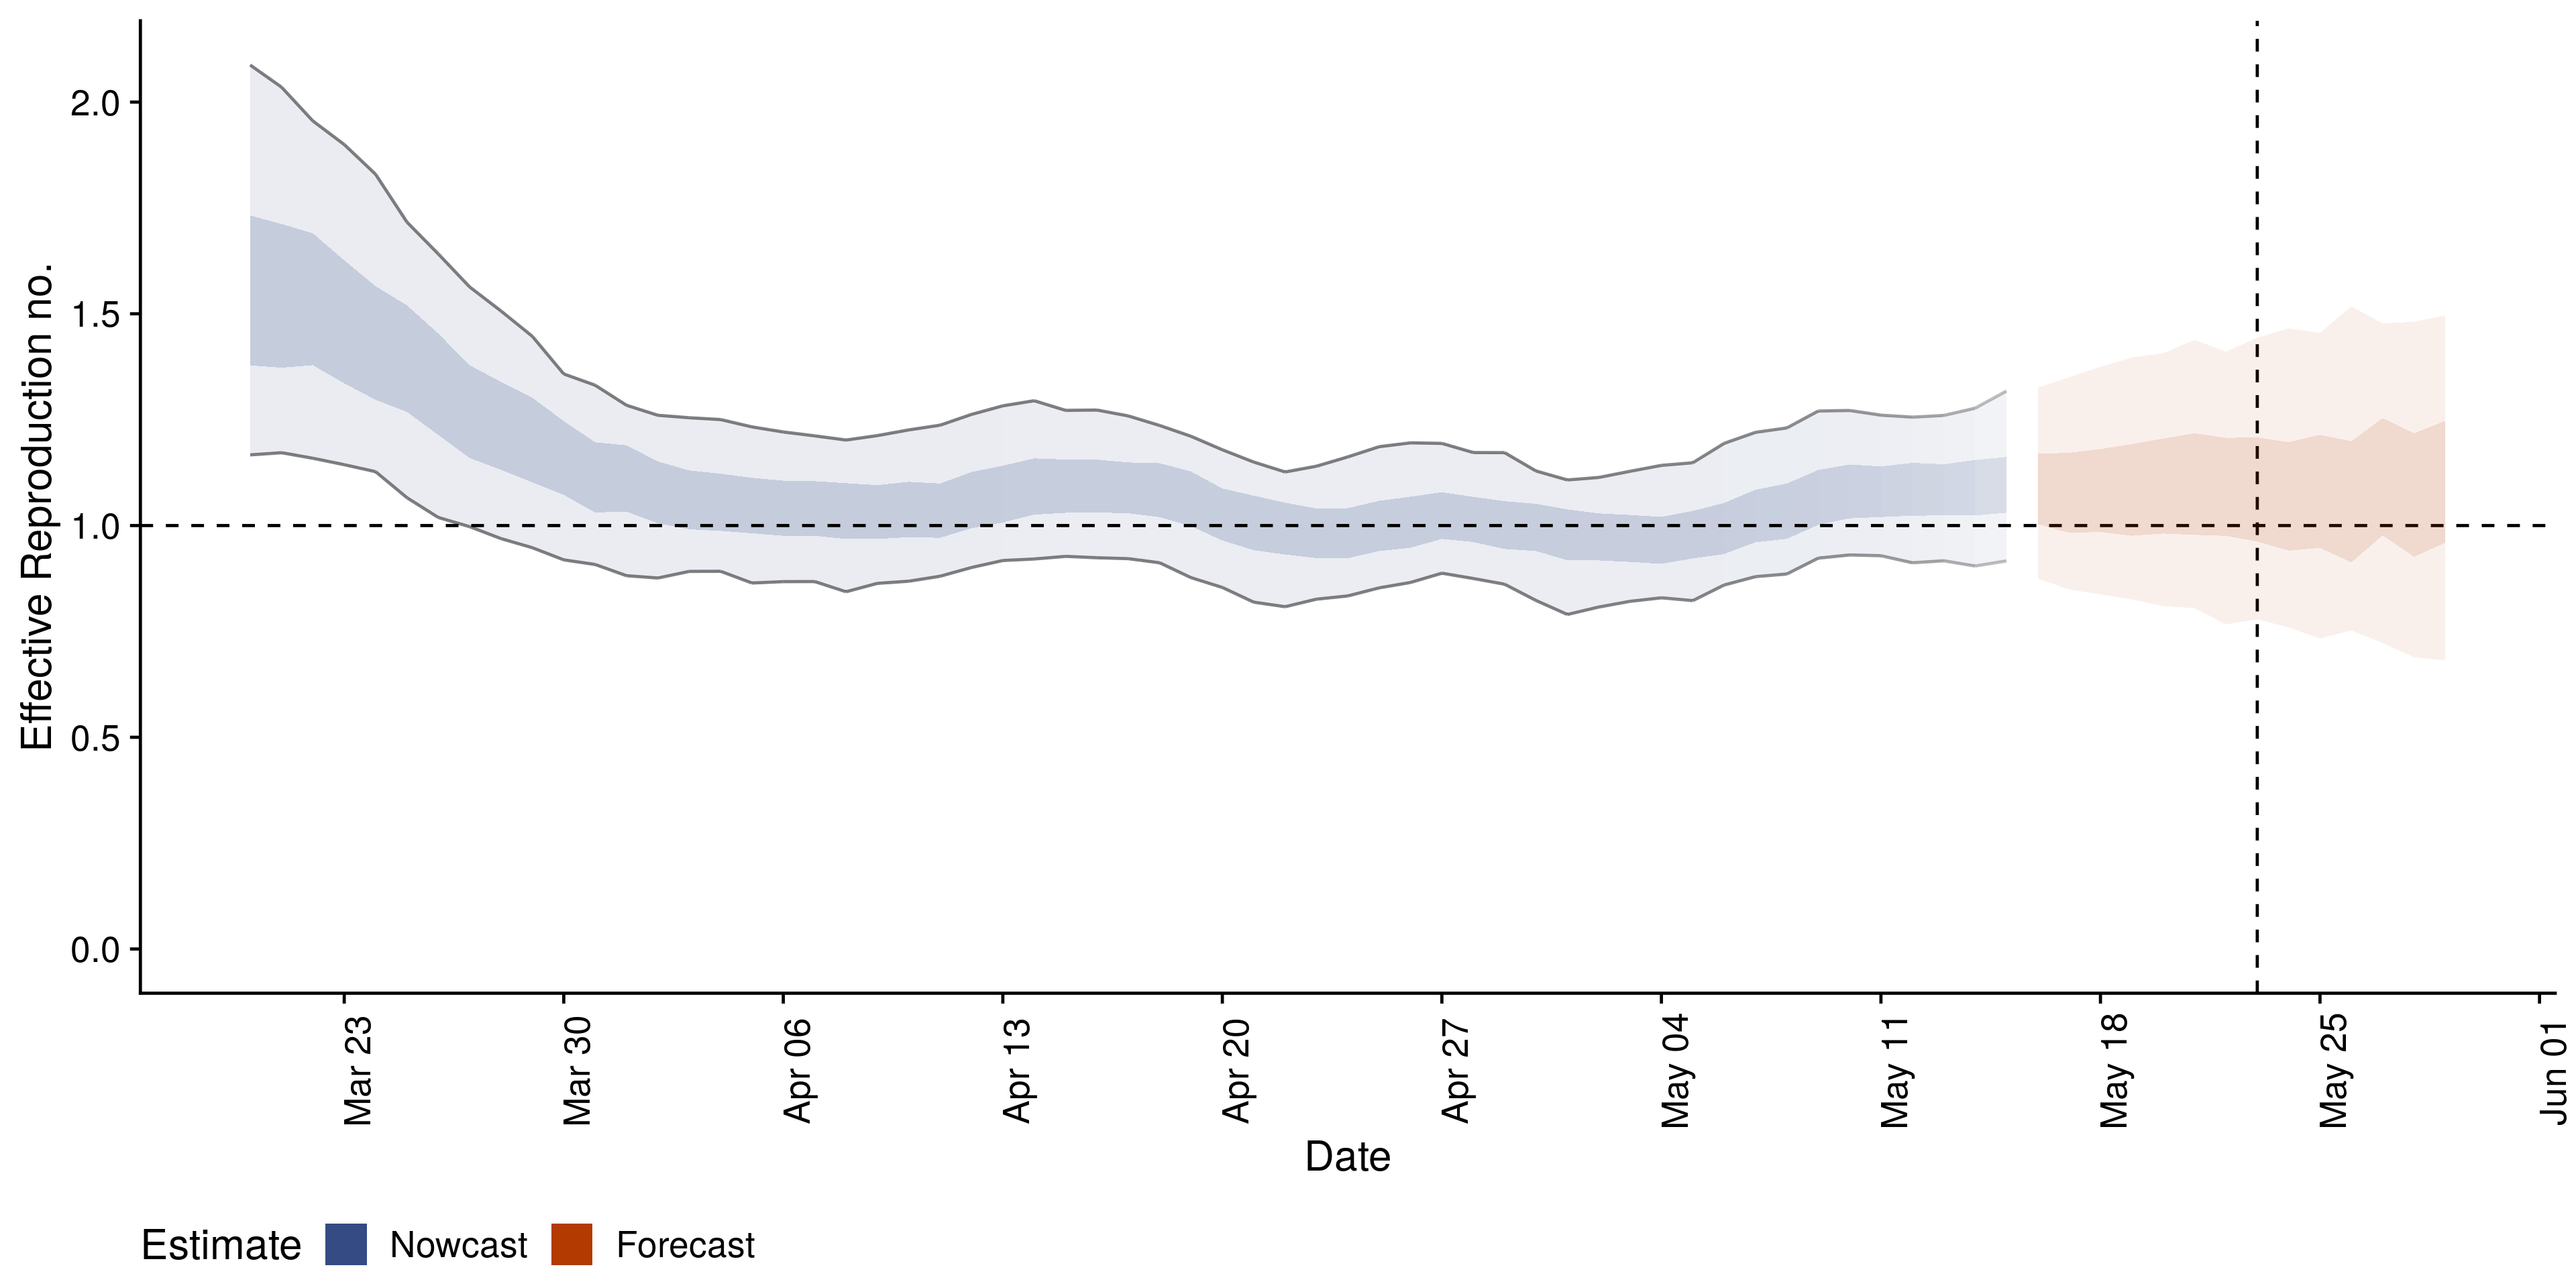 Effective Reproduction no.
2.0
1.5
1.0
0.5
0.0
Mar 23
Mar 30
Apr 06
Apr 13
Apr 20
Apr 27
May 04
May 11
May 18
May 25
Jun 01
Date
Estimate Nowcast Forecast